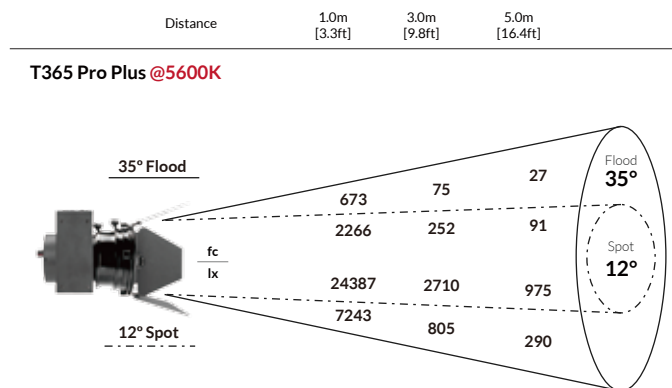 Distance 1.0m 3.0m 5.0m
[3.3ft] [9.8ft] [16.4ft]
T365 Pro Plus @5600K
35° Flood
Flood
35°
673 75 27
2266 252 91
fc
lx
Spot
12°
24387 2710 975
7243 805 290
12° Spot